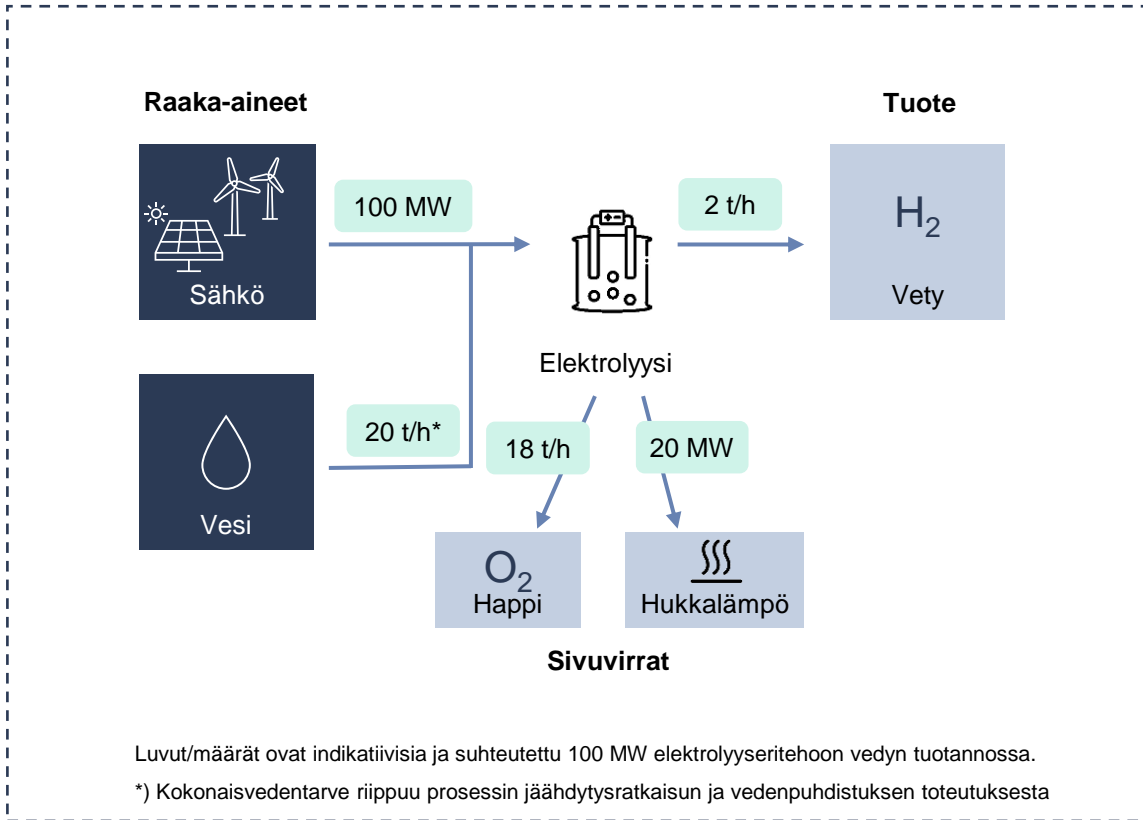 Raaka-aineet
Tuote
Sähkö
100 MW
2 t/h
H₂
Vety
Elektrolyysi
Vesi
20 t/h*
18 t/h
20 MW
O₂
Happi
Hukkalämpö
Sivuvirrat
Luvut/määrät ovat indikatiivisia ja suhteutettu 100 MW elektrolyyseritehoon vedyn tuotannossa.
*) Kokonaisvedentarve riippuu prosessin jäähdytysratkaisun ja vedenpuhdistuksen toteutuksesta